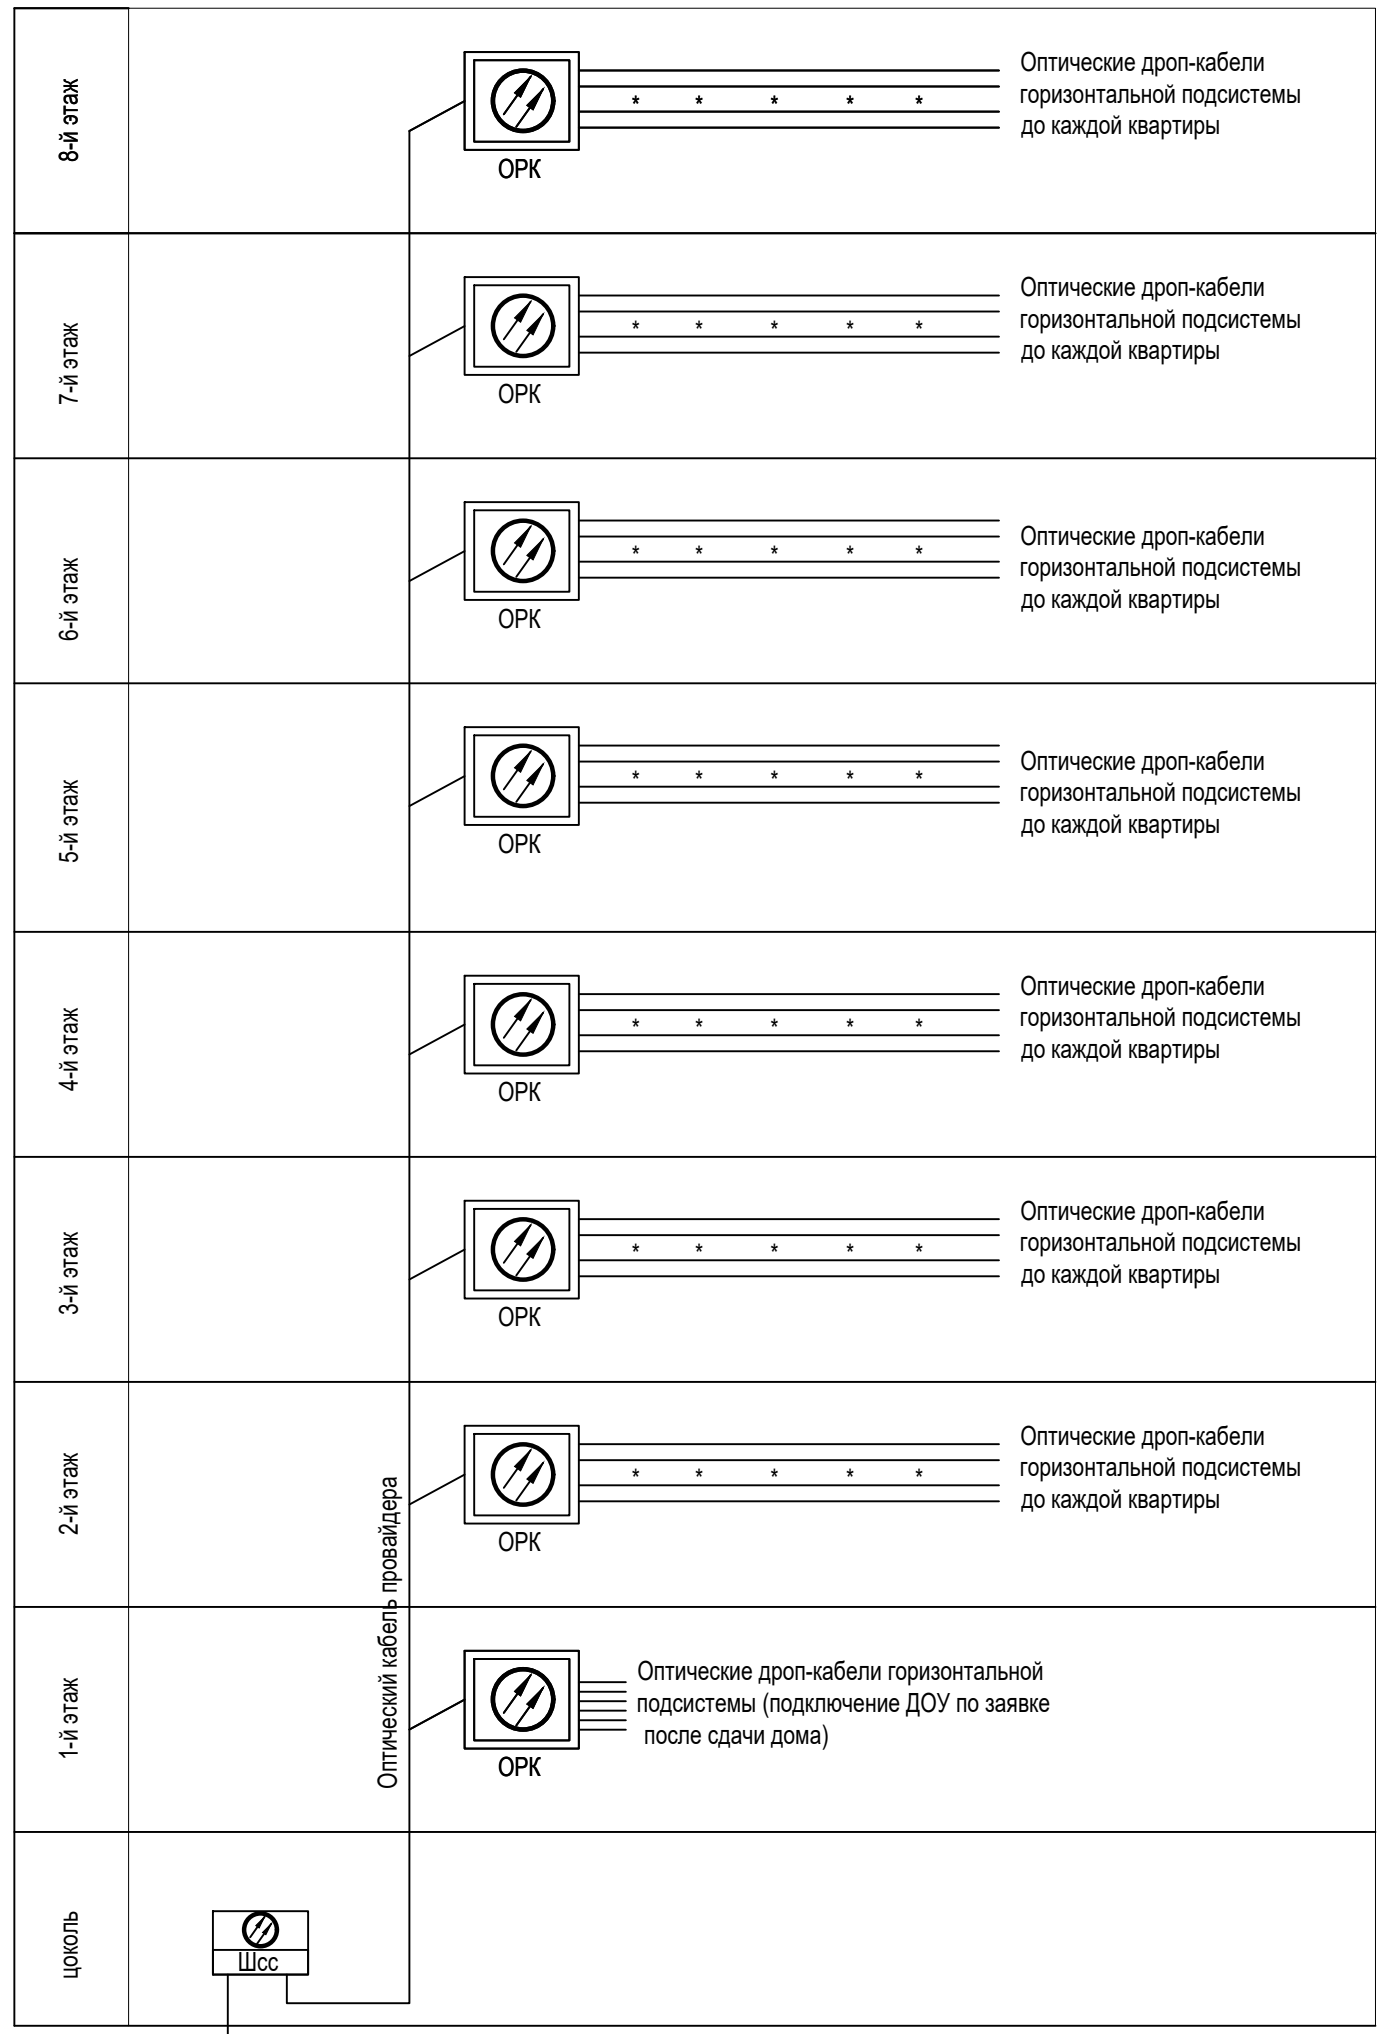 8-й этаж
Оптические дроп-кабели
горизонтальной подсистемы
до каждой квартиры
* * * * *
ОРК
7-й этаж
Оптические дроп-кабели
горизонтальной подсистемы
до каждой квартиры
* * * * *
ОРК
6-й этаж
Оптические дроп-кабели
горизонтальной подсистемы
до каждой квартиры
* * * * *
ОРК
5-й этаж
Оптические дроп-кабели
горизонтальной подсистемы
до каждой квартиры
* * * * *
ОРК
4-й этаж
Оптические дроп-кабели
горизонтальной подсистемы
до каждой квартиры
* * * * *
ОРК
3-й этаж
Оптические дроп-кабели
горизонтальной подсистемы
до каждой квартиры
* * * * *
ОРК
2-й этаж
Оптические дроп-кабели
горизонтальной подсистемы
до каждой квартиры
* * * * *
ОРК
Оптический кабель провайдера
1-й этаж
Оптические дроп-кабели горизонтальной
подсистемы (подключение ДОУ по заявке
после сдачи дома)
ОРК
цоколь
Шсс